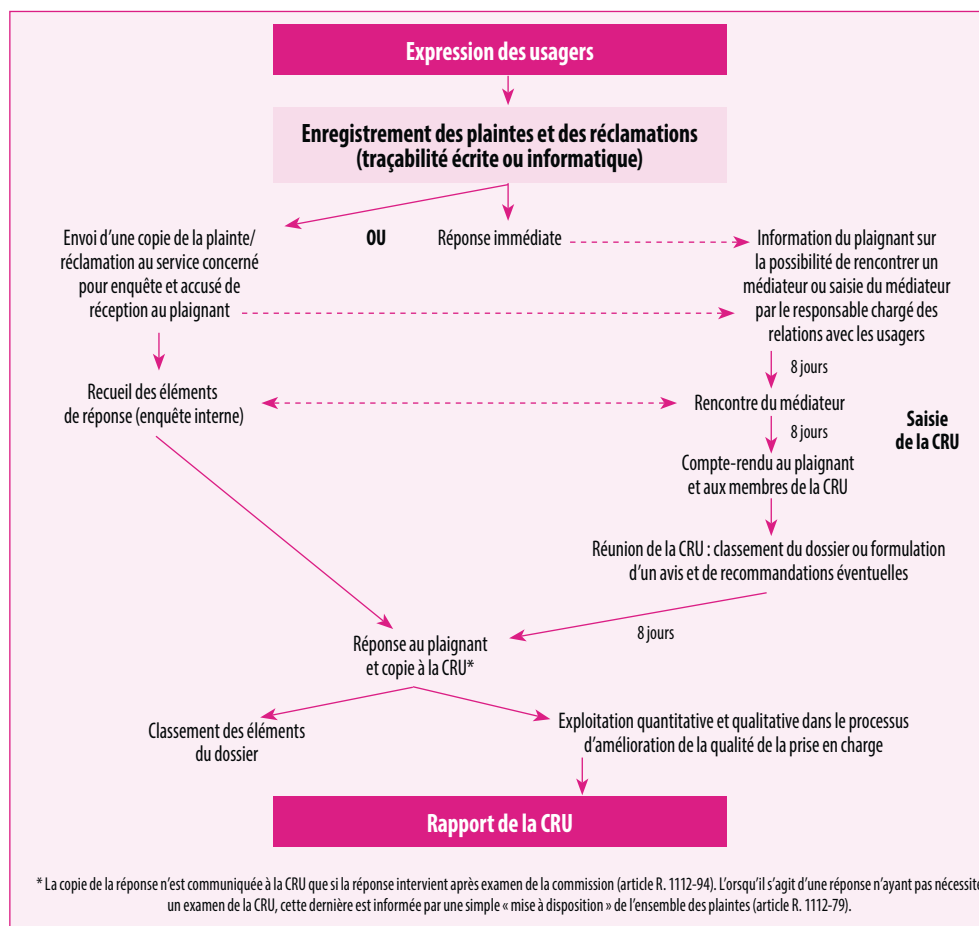 Expression des usagers
Enregistrement des plaintes et des réclamations
(traçabilité écrite ou informatique)
Envoi d'une copie de la plainte/
réclamation au service concerné
pour enquête et accusé de
réception au plaignant
OU
Réponse immédiate
Information du plaignant sur
la possibilité de rencontrer un
médiateur ou saisie du médiateur
par le responsable chargé des
relations avec les usagers
8 jours
Recueil des éléments
de réponse (enquête interne)
Rencontre du médiateur
8 jours
Saisie
de la CRU
Compte-rendu au plaignant
et aux membres de la CRU
Réunion de la CRU : classement du dossier ou formulation
d'un avis et de recommandations éventuelles
8 jours
Réponse au plaignant
et copie à la CRU*
Classement des éléments
du dossier
Exploitation quantitative et qualitative dans le processus
d'amélioration de la qualité de la prise en charge
Rapport de la CRU
* La copie de la réponse n'est communiquée à la CRU que si la réponse intervient après examen de la commission (article R. 1112-94). L'orsqu'il s'agit d'une réponse n'ayant pas nécessité
un examen de la CRU, cette dernière est informée par une simple « mise à disposition » de l'ensemble des plaintes (article R. 1112-79).